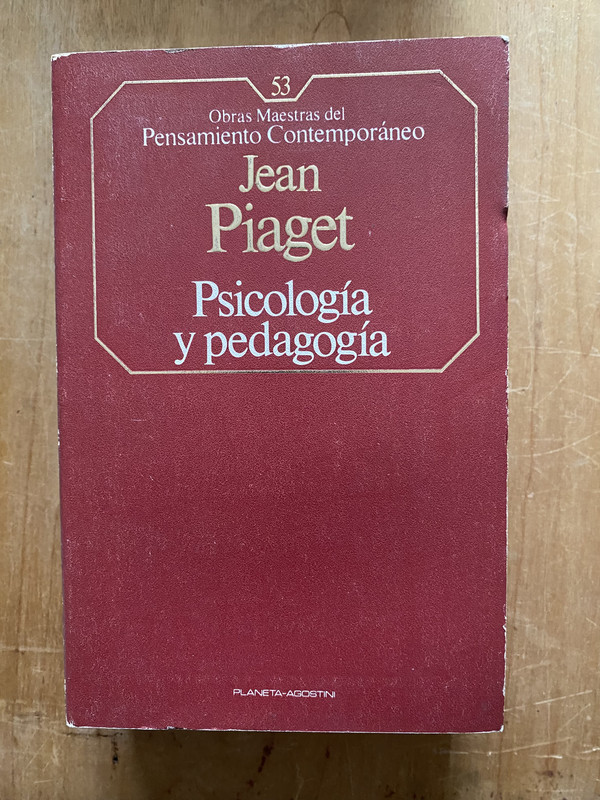 53
Obras Maestras del
Pensamiento Contemporáneo
Jean
Piaget
Psicología
y pedagogía
PLANETA-AGOSTINI